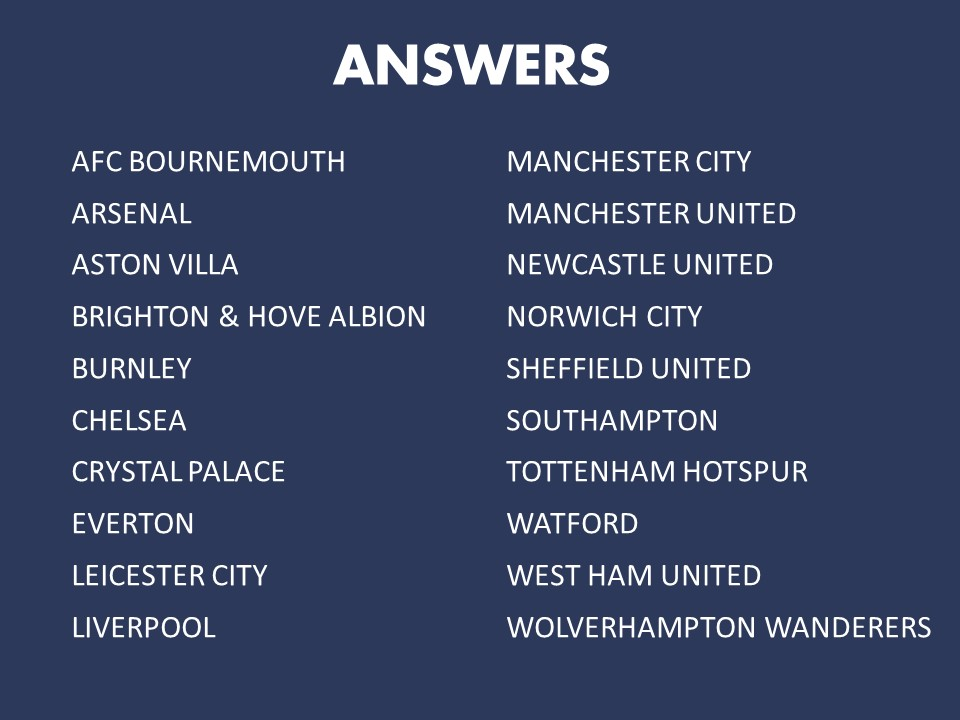 ANSWERS
AFC BOURNEMOUTH
ARSENAL
ASTON VILLA
BRIGHTON & HOVE ALBION
BURNLEY
CHELSEA
CRYSTAL PALACE
EVERTON
LEICESTER CITY
LIVERPOOL
MANCHESTER CITY
MANCHESTER UNITED
NEWCASTLE UNITED
NORWICH CITY
SHEFFIELD UNITED
SOUTHAMPTON
TOTTENHAM HOTSPUR
WATFORD
WEST HAM UNITED
WOLVERHAMPTON WANDERERS